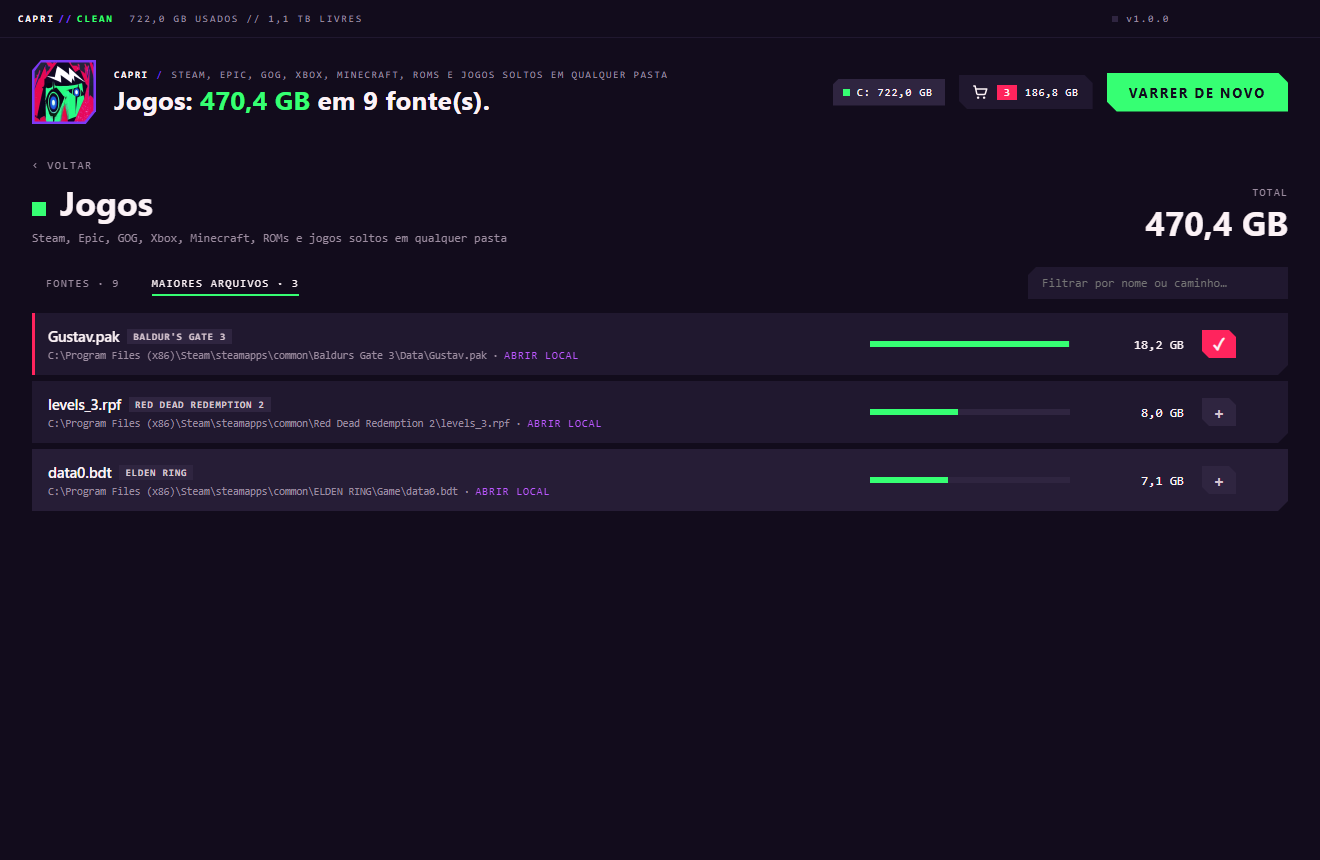 CAPRI // CLEAN 722,0 GB USADOS // 1,1 TB LIVRES
v1.0.0
CAPRI / STEAM, EPIC, GOG, XBOX, MINECRAFT, ROMS E JOGOS SOLTOS EM QUALQUER PASTA
Jogos: 470,4 GB em 9 fonte(s).
C: 722,0 GB
3 186,8 GB
VARRER DE NOVO
‹ VOLTAR
Jogos
Steam, Epic, GOG, Xbox, Minecraft, ROMs e jogos soltos em qualquer pasta
TOTAL
470,4 GB
FONTES · 9
MAIORES ARQUIVOS · 3
Filtrar por nome ou caminho…
Gustav.pak BALDUR'S GATE 3
C:\Program Files (x86)\Steam\steamapps\common\Baldurs Gate 3\Data\Gustav.pak · ABRIR LOCAL
18,2 GB ✓
levels_3.rpf RED DEAD REDEMPTION 2
C:\Program Files (x86)\Steam\steamapps\common\Red Dead Redemption 2\levels_3.rpf · ABRIR LOCAL
8,0 GB +
data0.bdt ELDEN RING
C:\Program Files (x86)\Steam\steamapps\common\ELDEN RING\Game\data0.bdt · ABRIR LOCAL
7,1 GB +